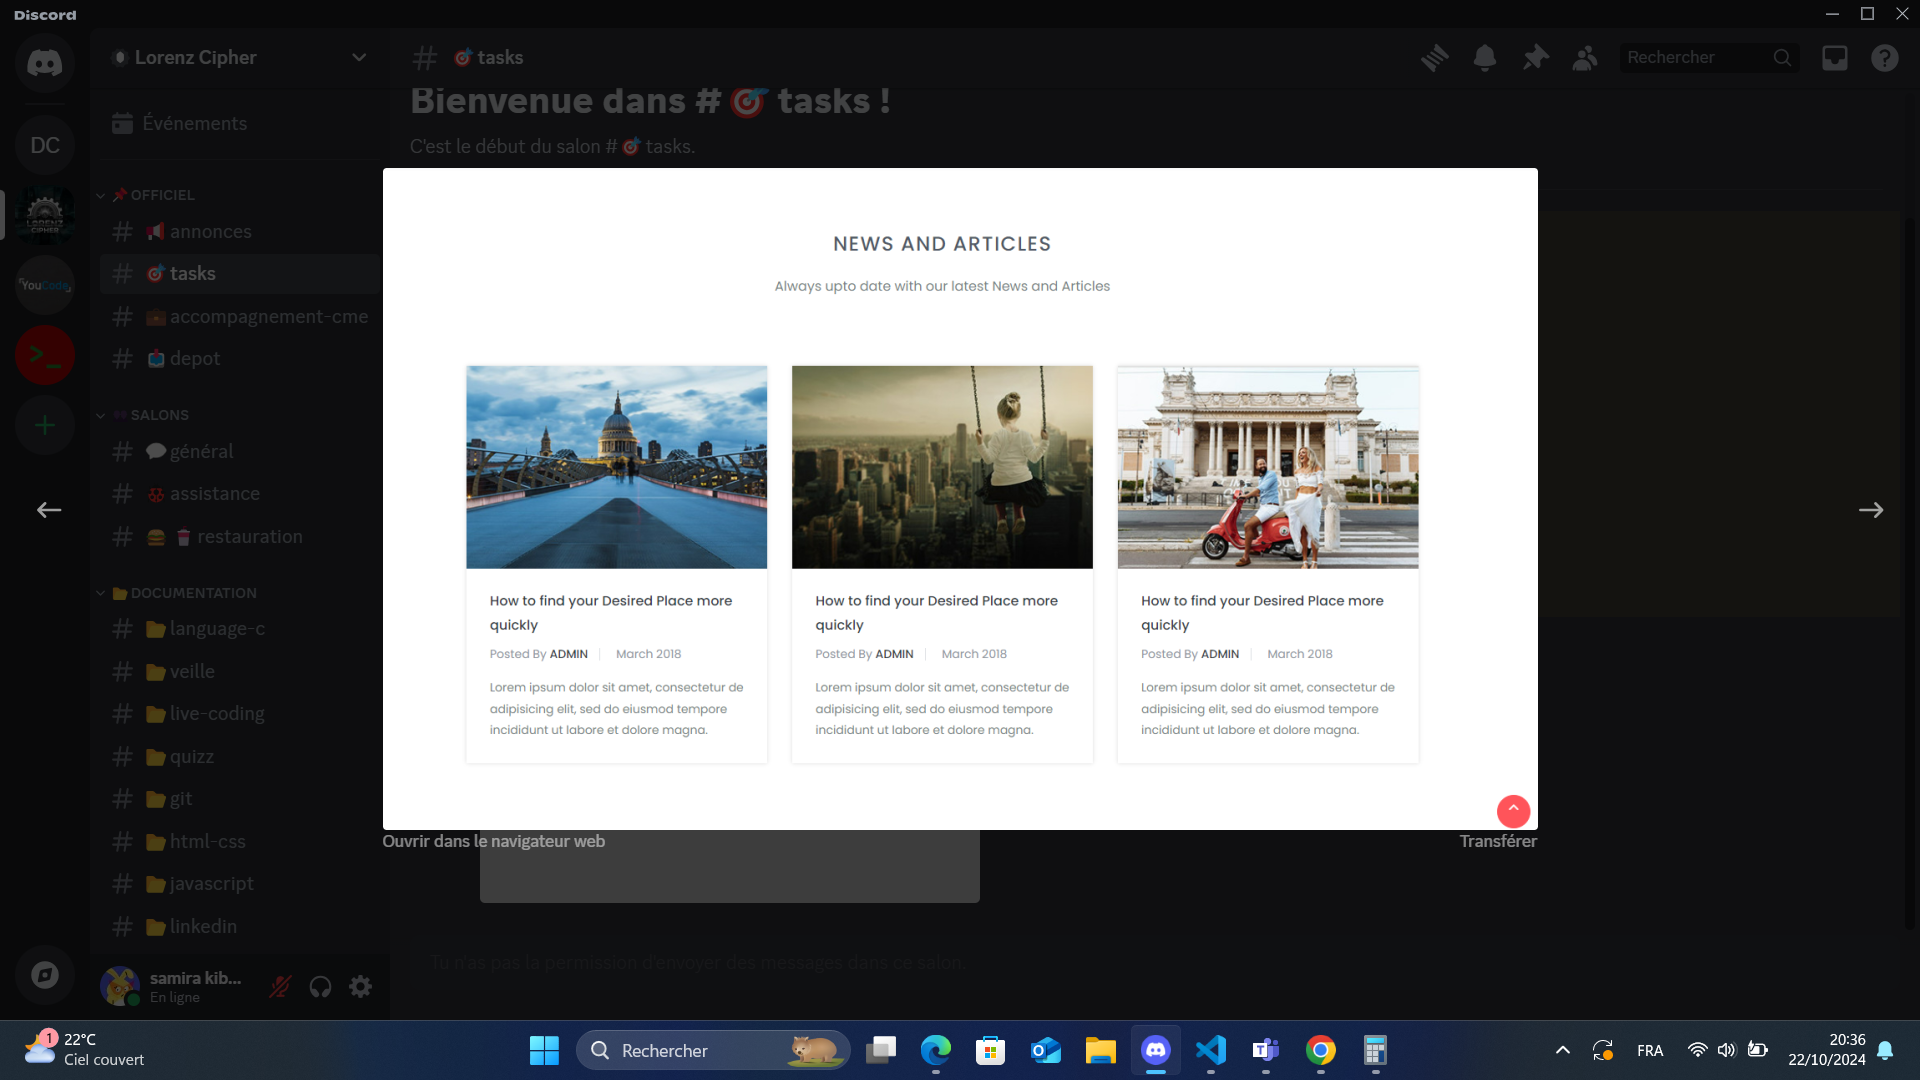 Discord
Lorenz Cipher
# tasks
Rechercher
Événements
Bienvenue dans # tasks !
C'est le début du salon # tasks.
DC
OFFICIEL
# annonces
# tasks
# accompagnement-cme
# depot
LORENZ
CIPHER
YouCode
>_
SALONS
# général
# assistance
# restauration
DOCUMENTATION
# language-c
# veille
# live-coding
# quizz
# git
# html-css
# javascript
# linkedin
samira kib...
En ligne
NEWS AND ARTICLES
Always upto date with our latest News and Articles
How to find your Desired Place more
quickly
Posted By ADMIN | March 2018
Lorem ipsum dolor sit amet, consectetur de
adipisicing elit, sed do eiusmod tempore
incididunt ut labore et dolore magna.
How to find your Desired Place more
quickly
Posted By ADMIN | March 2018
Lorem ipsum dolor sit amet, consectetur de
adipisicing elit, sed do eiusmod tempore
incididunt ut labore et dolore magna.
How to find your Desired Place more
quickly
Posted By ADMIN | March 2018
Lorem ipsum dolor sit amet, consectetur de
adipisicing elit, sed do eiusmod tempore
incididunt ut labore et dolore magna.
Ouvrir dans le navigateur web
Transférer
Tu n'as pas la permission d'envoyer des messages dans ce salon.
1
22°C
Ciel couvert
Rechercher
FRA
20:36
22/10/2024